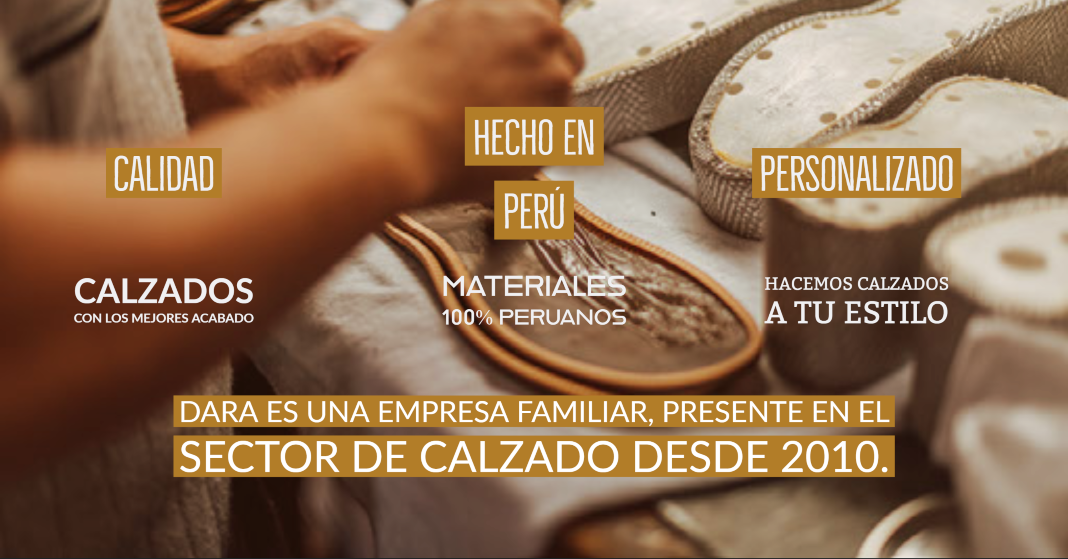 CALIDAD
CALZADOS
CON LOS MEJORES ACABADO
HECHO EN
PERÚ
MATERIALES
100% PERUANOS
PERSONALIZADO
HACEMOS CALZADOS
A TU ESTILO
DARA ES UNA EMPRESA FAMILIAR, PRESENTE EN EL
SECTOR DE CALZADO DESDE 2010.